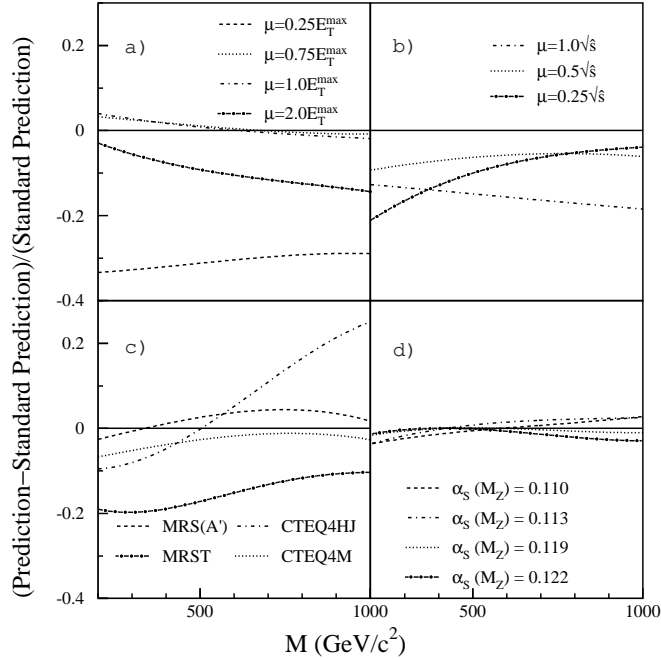 (Prediction–Standard Prediction)/(Standard Prediction)
0.2
0
-0.2
-0.4
a)
μ=0.25E_T^max
μ=0.75E_T^max
μ=1.0E_T^max
μ=2.0E_T^max
b)
μ=1.0√ŝ
μ=0.5√ŝ
μ=0.25√ŝ
0.2
0
-0.2
-0.4
c)
MRS(A') CTEQ4HJ
MRST CTEQ4M
d)
α_S (M_Z) = 0.110
α_S (M_Z) = 0.113
α_S (M_Z) = 0.119
α_S (M_Z) = 0.122
500 1000 500 1000
M (GeV/c²)